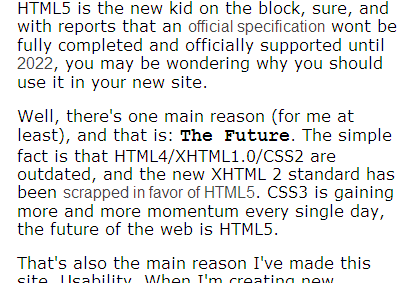 HTML5 is the new kid on the block, sure, and
with reports that an official specification wont be
fully completed and officially supported until
2022, you may be wondering why you should
use it in your new site.
Well, there's one main reason (for me at
least), and that is: The Future. The simple
fact is that HTML4/XHTML1.0/CSS2 are
outdated, and the new XHTML 2 standard has
been scrapped in favor of HTML5. CSS3 is gaining
more and more momentum every single day,
the future of the web is HTML5.
That's also the main reason I've made this
site. Usability. When I'm creating new